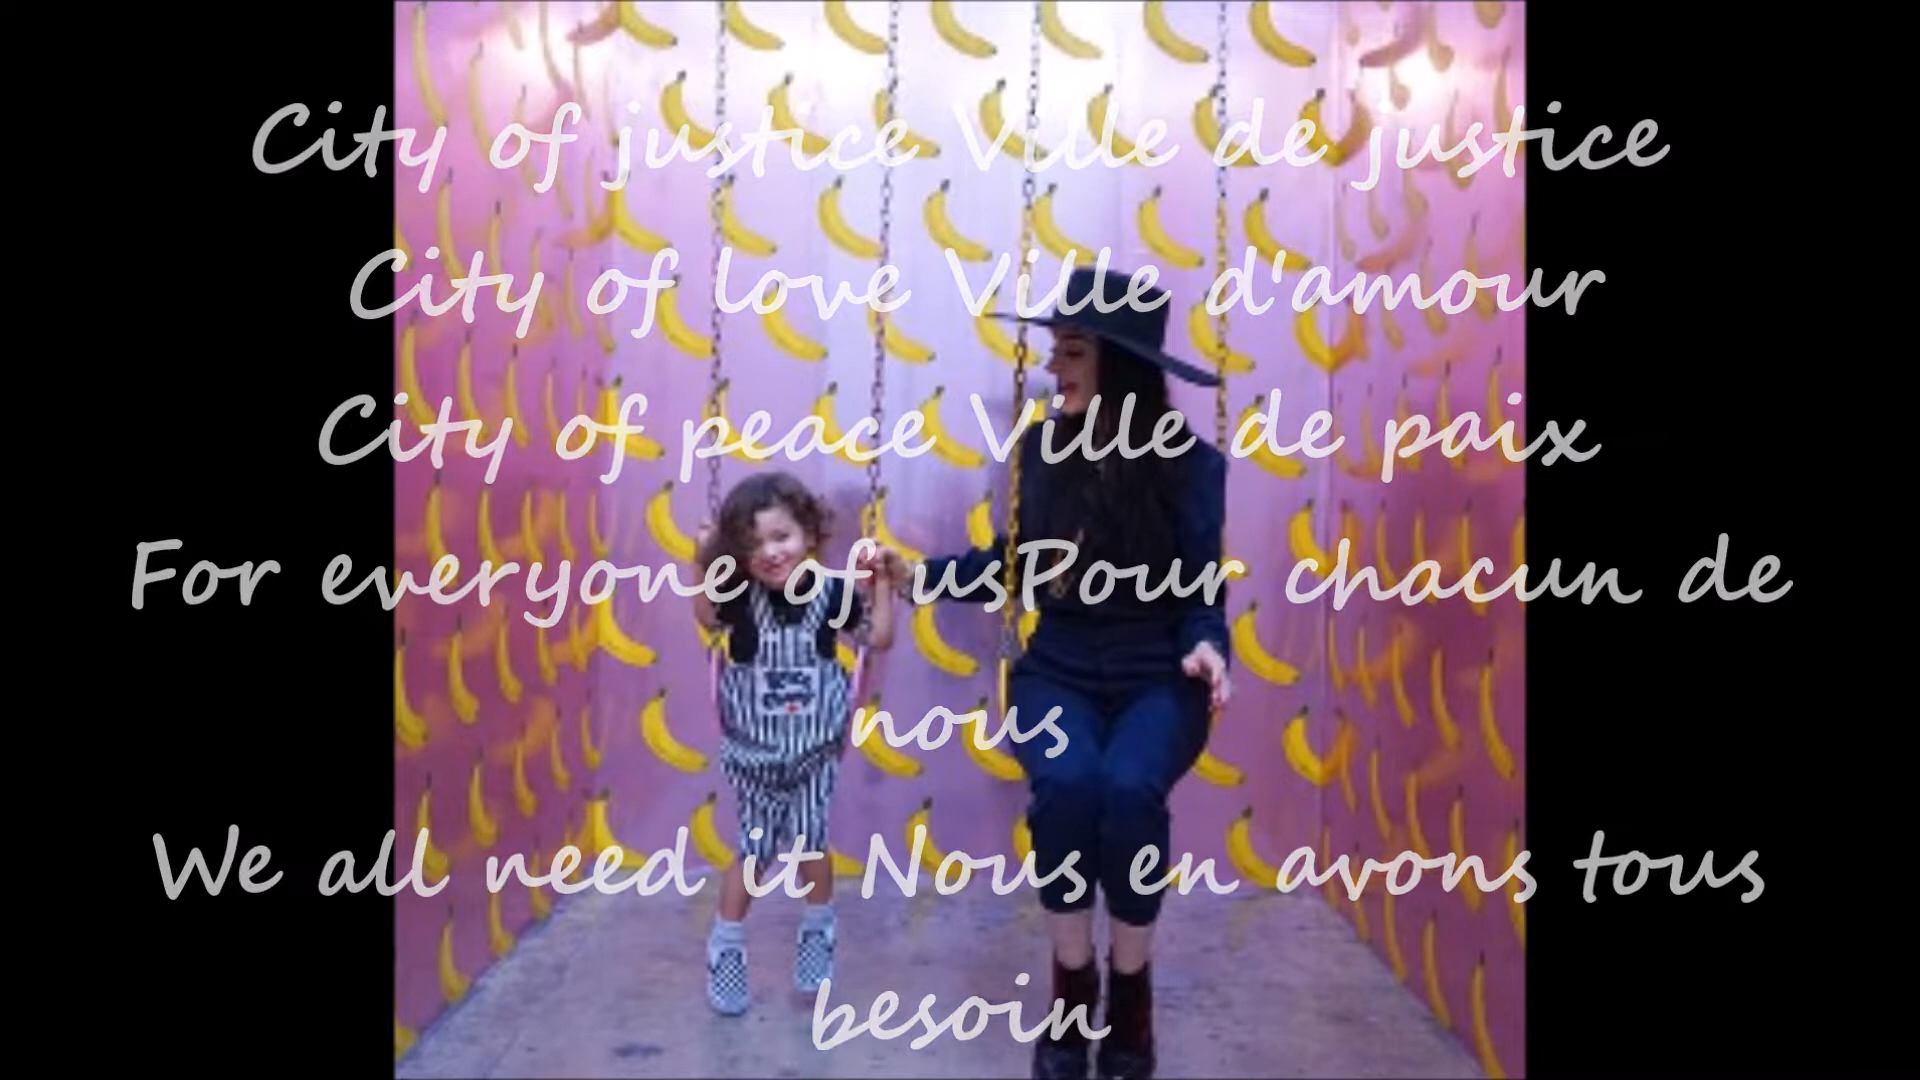 City of justice Ville de justice
City of love Ville d'amour
City of peace Ville de paix
For everyone of usPour chacun de
nous
We all need it Nous en avons tous
besoin